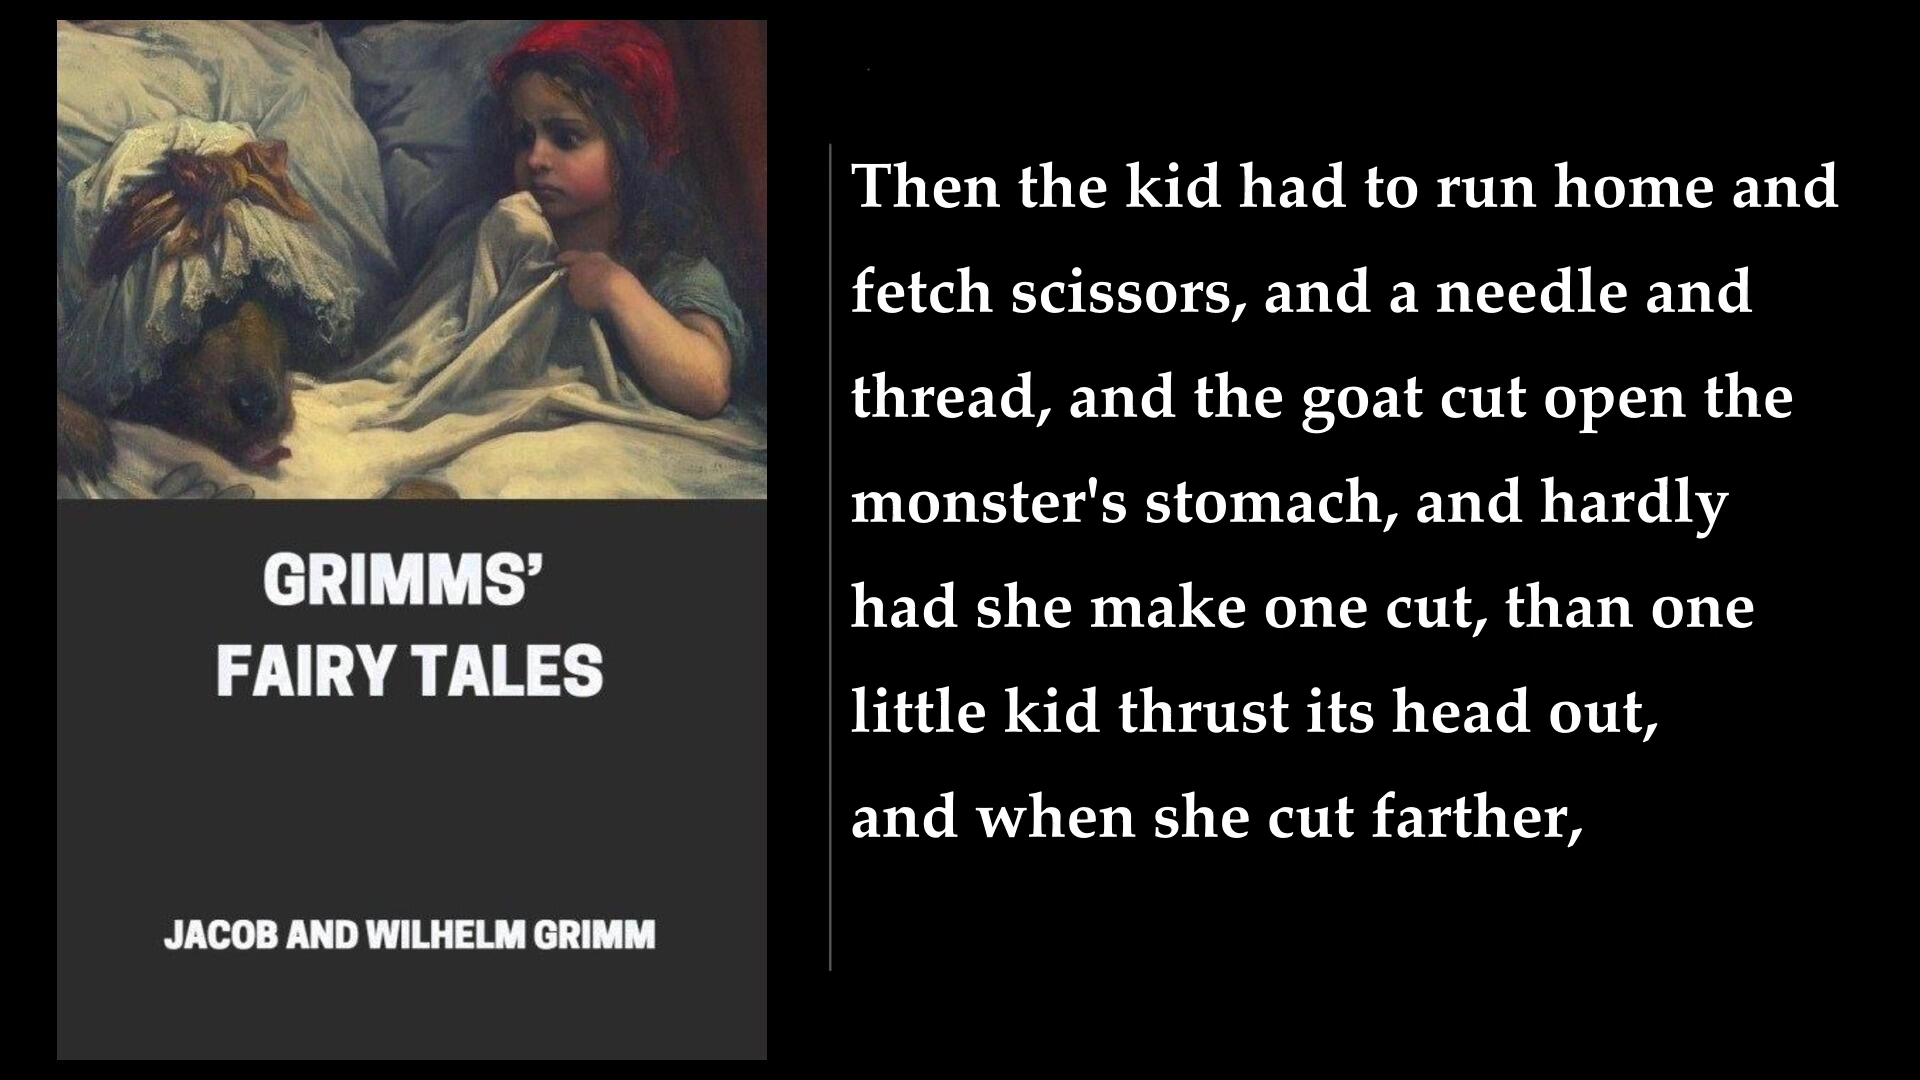 GRIMMS’
FAIRY TALES
JACOB AND WILHELM GRIMM
Then the kid had to run home and
fetch scissors, and a needle and
thread, and the goat cut open the
monster's stomach, and hardly
had she make one cut, than one
little kid thrust its head out,
and when she cut farther,